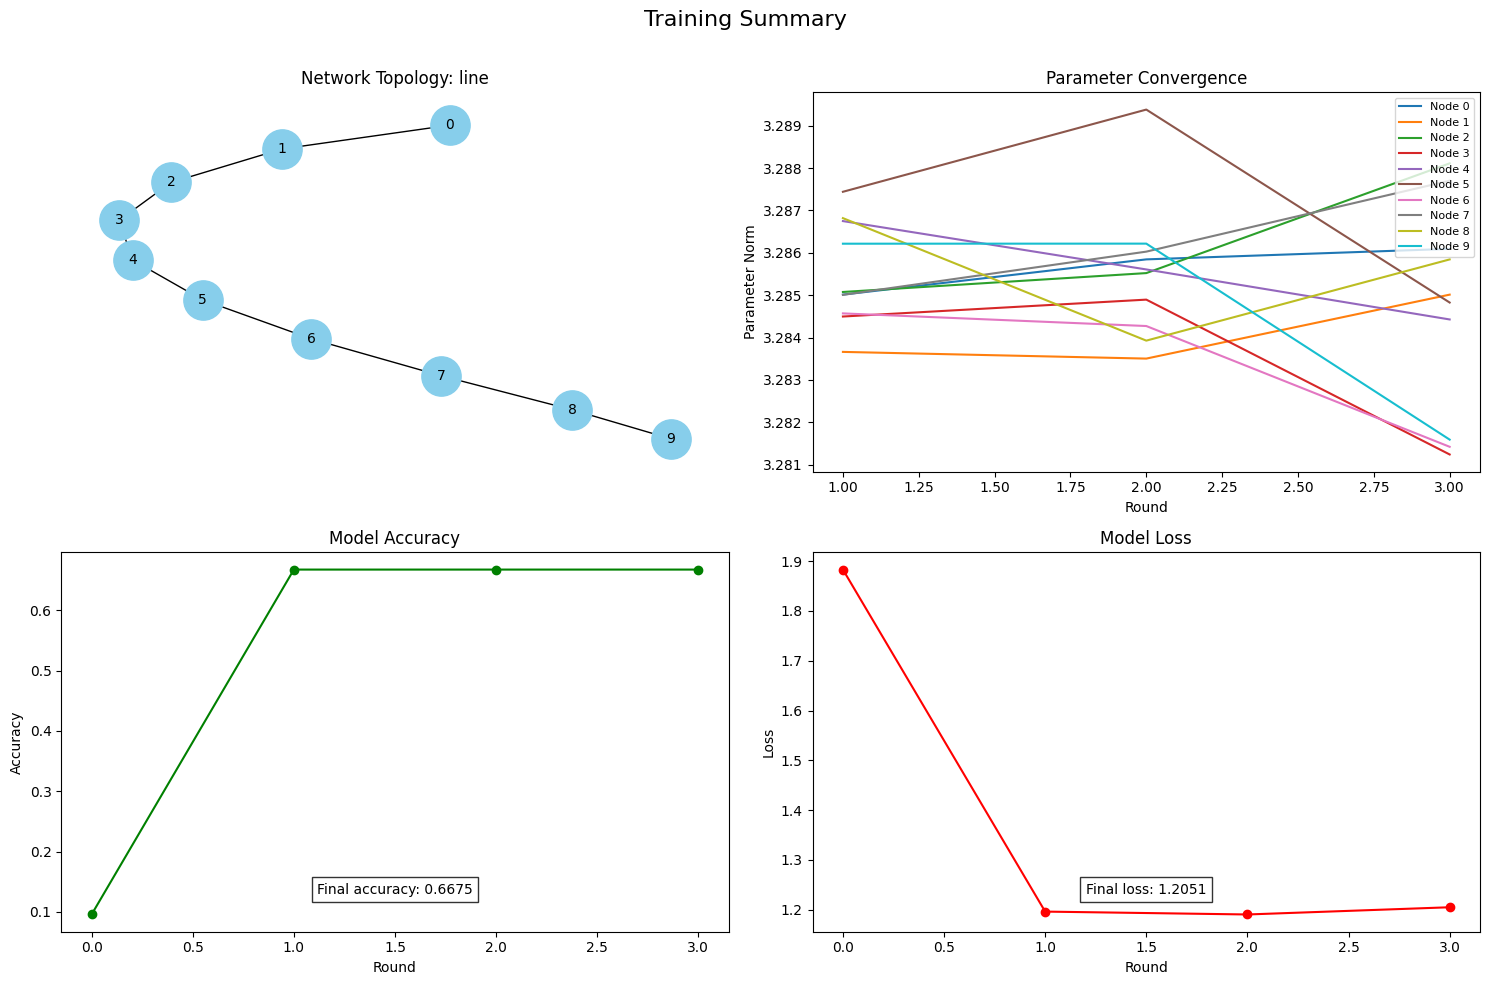 Training Summary
Network Topology: line
0
1
2
3
4
5
6
7
8
9
Parameter Convergence
Parameter Norm
3.289
3.288
3.287
3.286
3.285
3.284
3.283
3.282
3.281
Node 0
Node 1
Node 2
Node 3
Node 4
Node 5
Node 6
Node 7
Node 8
Node 9
1.00 1.25 1.50 1.75 2.00 2.25 2.50 2.75 3.00
Round
Model Accuracy
Accuracy
0.6
0.5
0.4
0.3
0.2
0.1
Final accuracy: 0.6675
0.0 0.5 1.0 1.5 2.0 2.5 3.0
Round
Model Loss
Loss
1.9
1.8
1.7
1.6
1.5
1.4
1.3
1.2
Final loss: 1.2051
0.0 0.5 1.0 1.5 2.0 2.5 3.0
Round